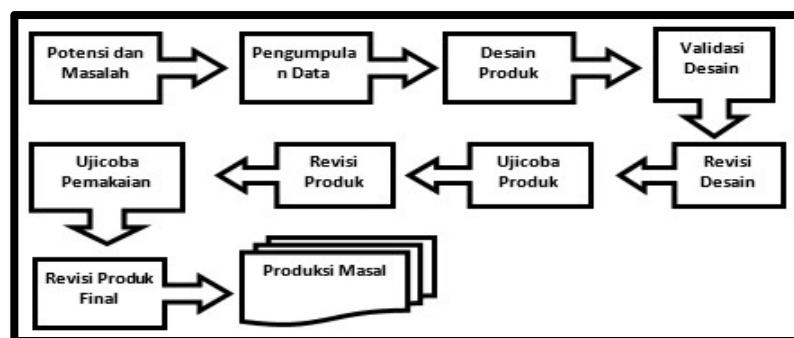 Potensi dan
Masalah
Pengumpula
n Data
Desain
Produk
Validasi
Desain
Ujicoba
Pemakaian
Revisi
Produk
Ujicoba
Produk
Revisi
Desain
Revisi Produk
Final
Produksi Masal